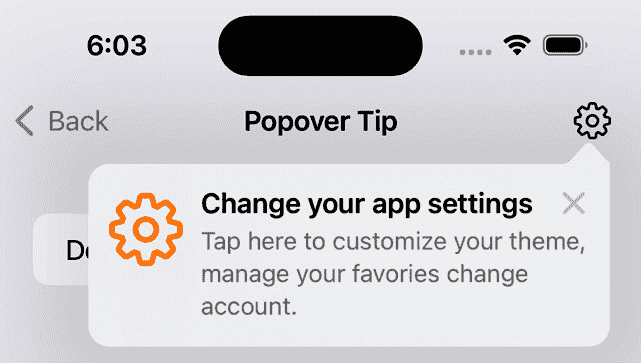 6:03
Back
Popover Tip
Change your app settings
Tap here to customize your theme,
manage your favories change
account.